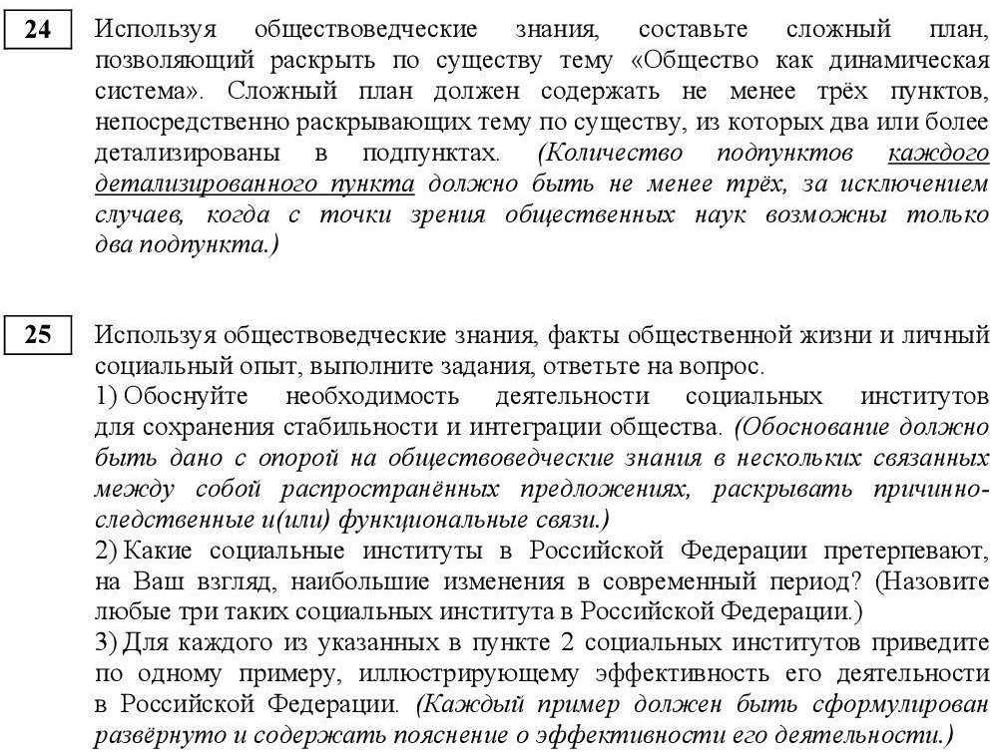 24 Используя обществоведческие знания, составьте сложный план,
позволяющий раскрыть по существу тему «Общество как динамическая
система». Сложный план должен содержать не менее трёх пунктов,
непосредственно раскрывающих тему по существу, из которых два или более
детализированы в подпунктах. (Количество подпунктов каждого
детализированного пункта должно быть не менее трёх, за исключением
случаев, когда с точки зрения общественных наук возможны только
два подпункта.)
25 Используя обществоведческие знания, факты общественной жизни и личный
социальный опыт, выполните задания, ответьте на вопрос.
1) Обоснуйте необходимость деятельности социальных институтов
для сохранения стабильности и интеграции общества. (Обоснование должно
быть дано с опорой на обществоведческие знания в нескольких связанных
между собой распространённых предложениях, раскрывать причинно-
следственные и(или) функциональные связи.)
2) Какие социальные институты в Российской Федерации претерпевают,
на Ваш взгляд, наибольшие изменения в современный период? (Назовите
любые три таких социальных института в Российской Федерации.)
3) Для каждого из указанных в пункте 2 социальных институтов приведите
по одному примеру, иллюстрирующему эффективность его деятельности
в Российской Федерации. (Каждый пример должен быть сформулирован
развёрнуто и содержать пояснение о эффективности его деятельности.)